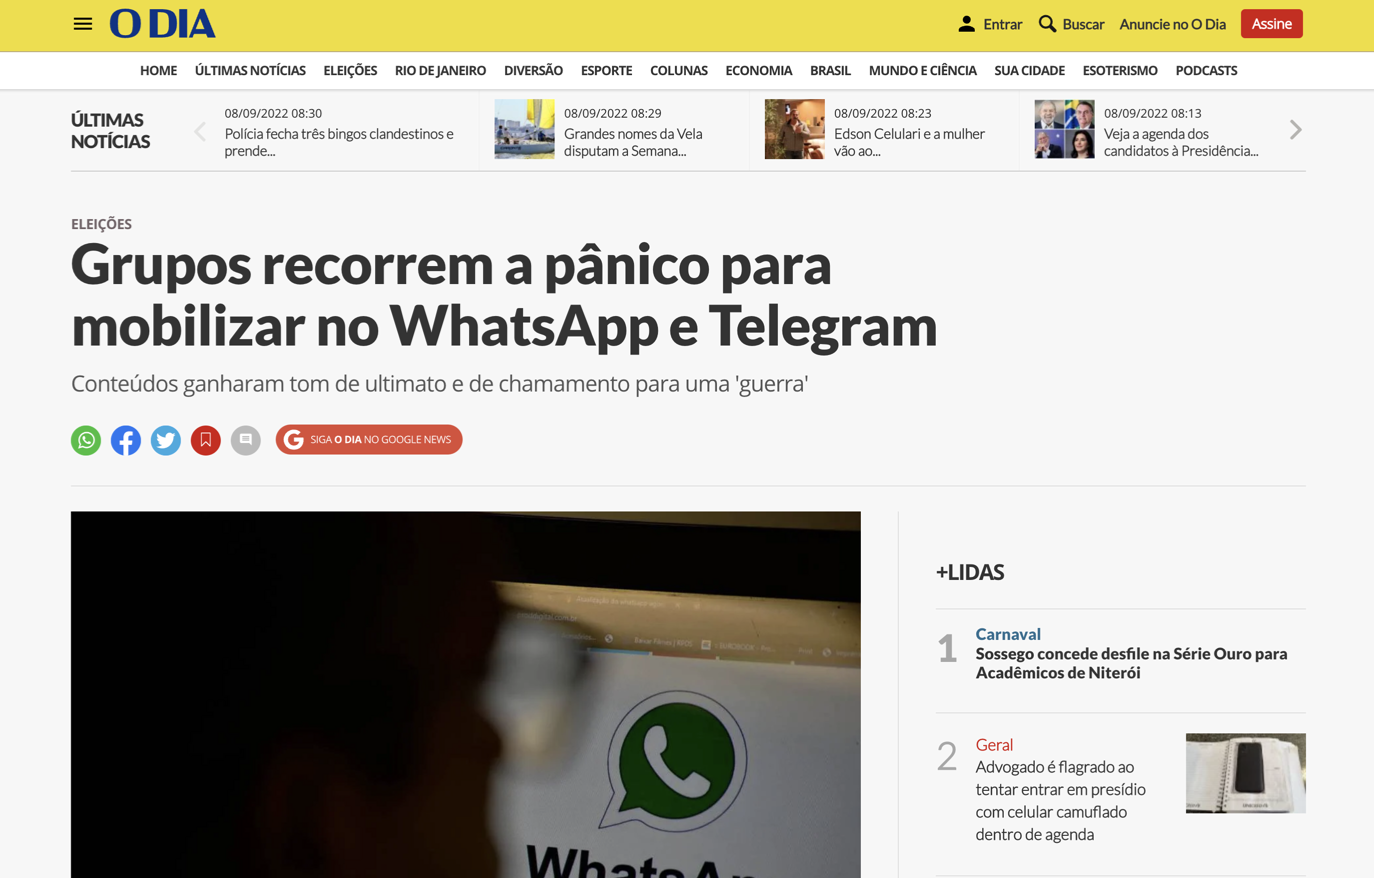 O DIA
Entrar
Buscar
Anuncie no O Dia
Assine
HOME
ÚLTIMAS NOTÍCIAS
ELEIÇÕES
RIO DE JANEIRO
DIVERSÃO
ESPORTE
COLUNAS
ECONOMIA
BRASIL
MUNDO E CIÊNCIA
SUA CIDADE
ESOTERISMO
PODCASTS
ÚLTIMAS
NOTÍCIAS
08/09/2022 08:30
Polícia fecha três bingos clandestinos e
prende...
08/09/2022 08:29
Grandes nomes da Vela
disputam a Semana...
08/09/2022 08:23
Edson Celulari e a mulher
vão ao...
08/09/2022 08:13
Veja a agenda dos
candidatos à Presidência...
ELEIÇÕES
Grupos recorrem a pânico para
mobilizar no WhatsApp e Telegram
Conteúdos ganharam tom de ultimato e de chamamento para uma 'guerra'
SIGA O DIA NO GOOGLE NEWS
+LIDAS
1
Carnaval
Sossego concede desfile na Série Ouro para
Acadêmicos de Niterói
2
Geral
Advogado é flagrado ao
tentar entrar em presídio
com celular camuflado
dentro de agenda